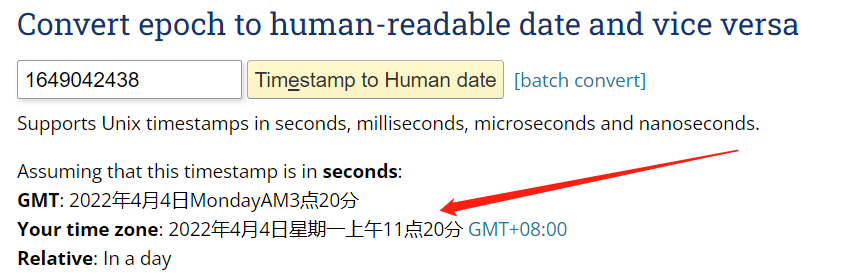 Convert epoch to human-readable date and vice versa
1649042438 Timestamp to Human date [batch convert]
Supports Unix timestamps in seconds, milliseconds, microseconds and nanoseconds.
Assuming that this timestamp is in seconds:
GMT: 2022年4月4日MondayAM3点20分
Your time zone: 2022年4月4日星期一上午11点20分 GMT+08:00
Relative: In a day